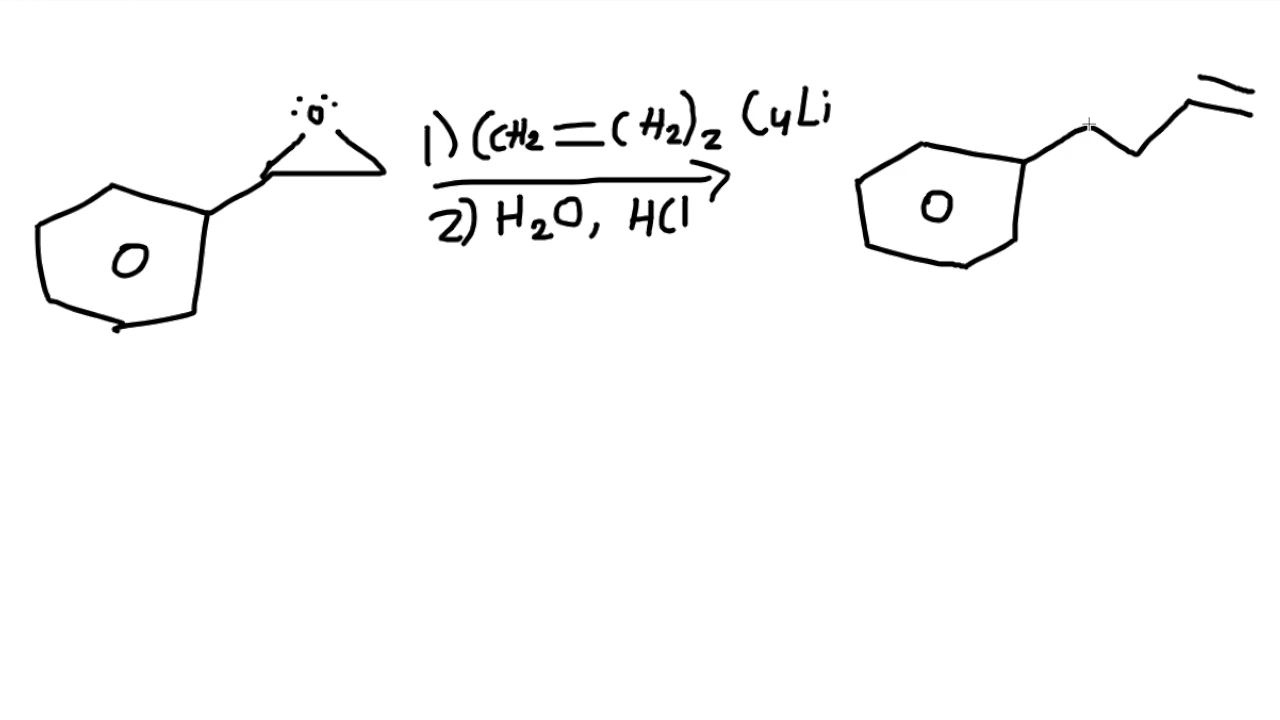 :O:
1) (CH2=CH2)2 CuLi
2) H2O, HCl
O
O